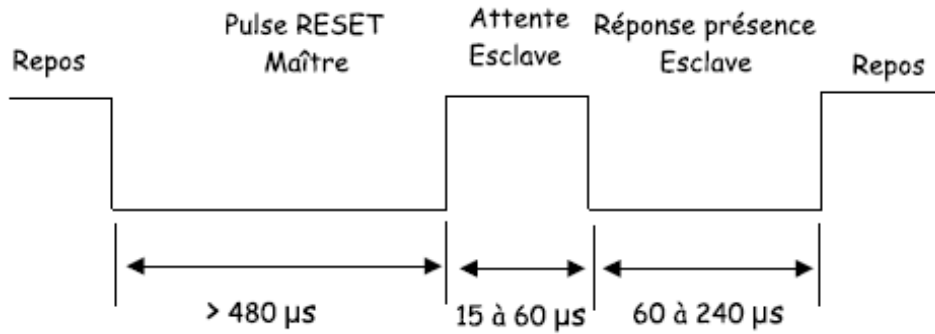 Repos
Pulse RESET
Maître
Attente
Esclave
Réponse présence
Esclave
Repos
> 480 µs
15 à 60 µs
60 à 240 µs